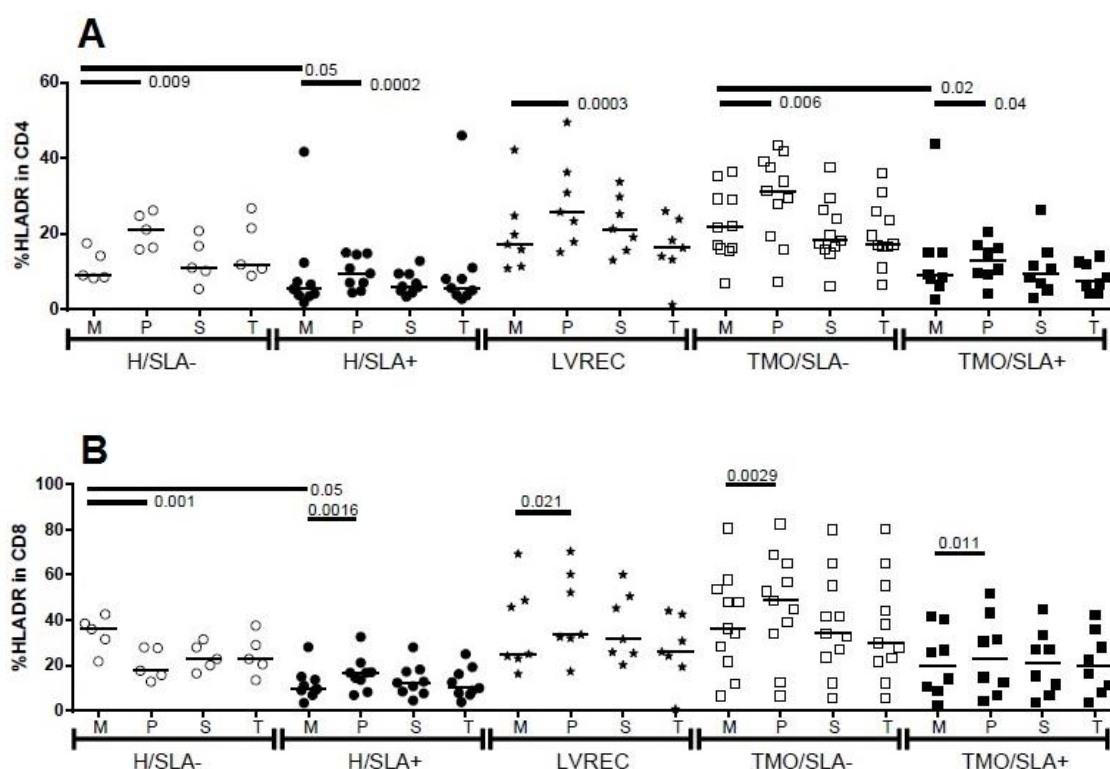 A
0.05
0.009
0.0002
0.0003
0.006
0.02
0.04
%HLADR in CD4
60
40
20
0
M P S T M P S T M P S T M P S T M P S T
H/SLA- H/SLA+ LVREC TMO/SLA- TMO/SLA+
B
0.05
0.001
0.0016
0.021
0.0029
0.011
%HLADR in CD8
100
80
60
40
20
0
M P S T M P S T M P S T M P S T M P S T
H/SLA- H/SLA+ LVREC TMO/SLA- TMO/SLA+